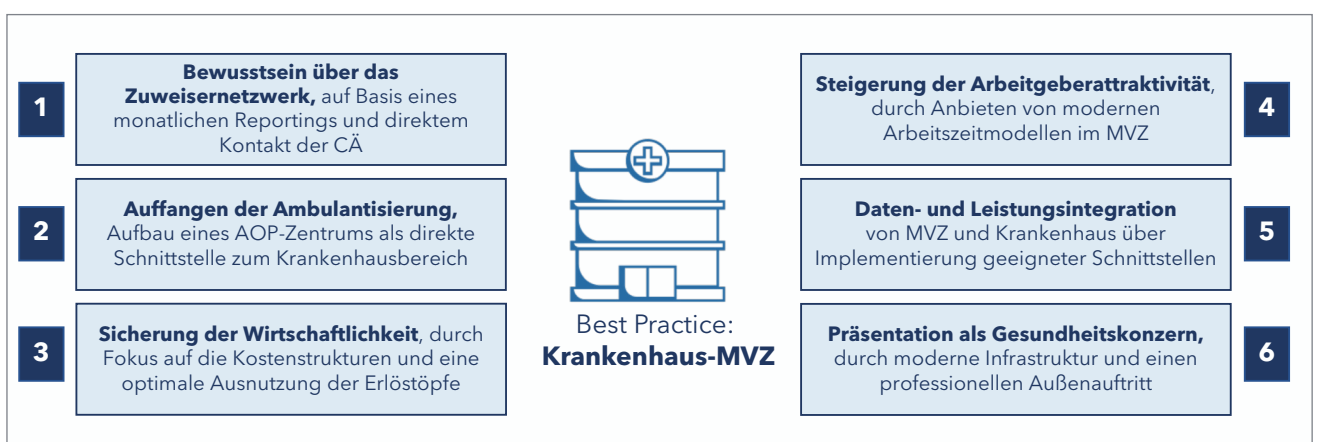 1
Bewusstsein über das
Zuweisernetzwerk, auf Basis eines
monatlichen Reportings und direktem
Kontakt der CÄ
2
Auffangen der Ambulantisierung,
Aufbau eines AOP-Zentrums als direkte
Schnittstelle zum Krankenhausbereich
3
Sicherung der Wirtschaftlichkeit, durch
Fokus auf die Kostenstrukturen und eine
optimale Ausnutzung der Erlöstöpfe
Best Practice:
Krankenhaus-MVZ
Steigerung der Arbeitgeberattraktivität,
durch Anbieten von modernen
Arbeitszeitmodellen im MVZ
4
Daten- und Leistungsintegration
von MVZ und Krankenhaus über
Implementierung geeigneter Schnittstellen
5
Präsentation als Gesundheitskonzern,
durch moderne Infrastruktur und einen
professionellen Außenauftritt
6